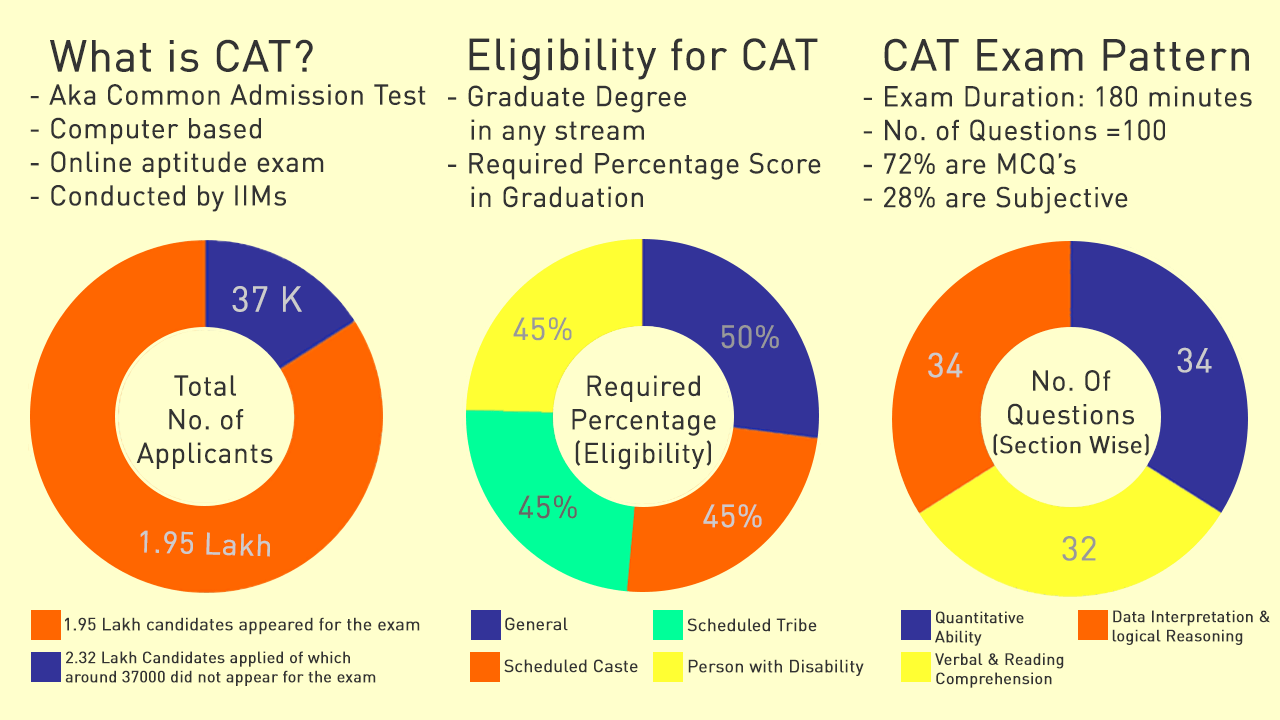 What is CAT?
- Aka Common Admission Test
- Computer based
- Online aptitude exam
- Conducted by IIMs
37 K
Total
No. of
Applicants
1.95 Lakh
1.95 Lakh candidates appeared for the exam
2.32 Lakh Candidates applied of which
around 37000 did not appear for the exam
Eligibility for CAT
- Graduate Degree
in any stream
- Required Percentage Score
in Graduation
45%
50%
Required
Percentage
(Eligibility)
45%
45%
General
Scheduled Tribe
Scheduled Caste
Person with Disability
CAT Exam Pattern
- Exam Duration: 180 minutes
- No. of Questions =100
- 72% are MCQ's
- 28% are Subjective
34
34
No. Of
Questions
(Section Wise)
32
Quantitative
Ability
Data Interpretation &
logical Reasoning
Verbal & Reading
Comprehension